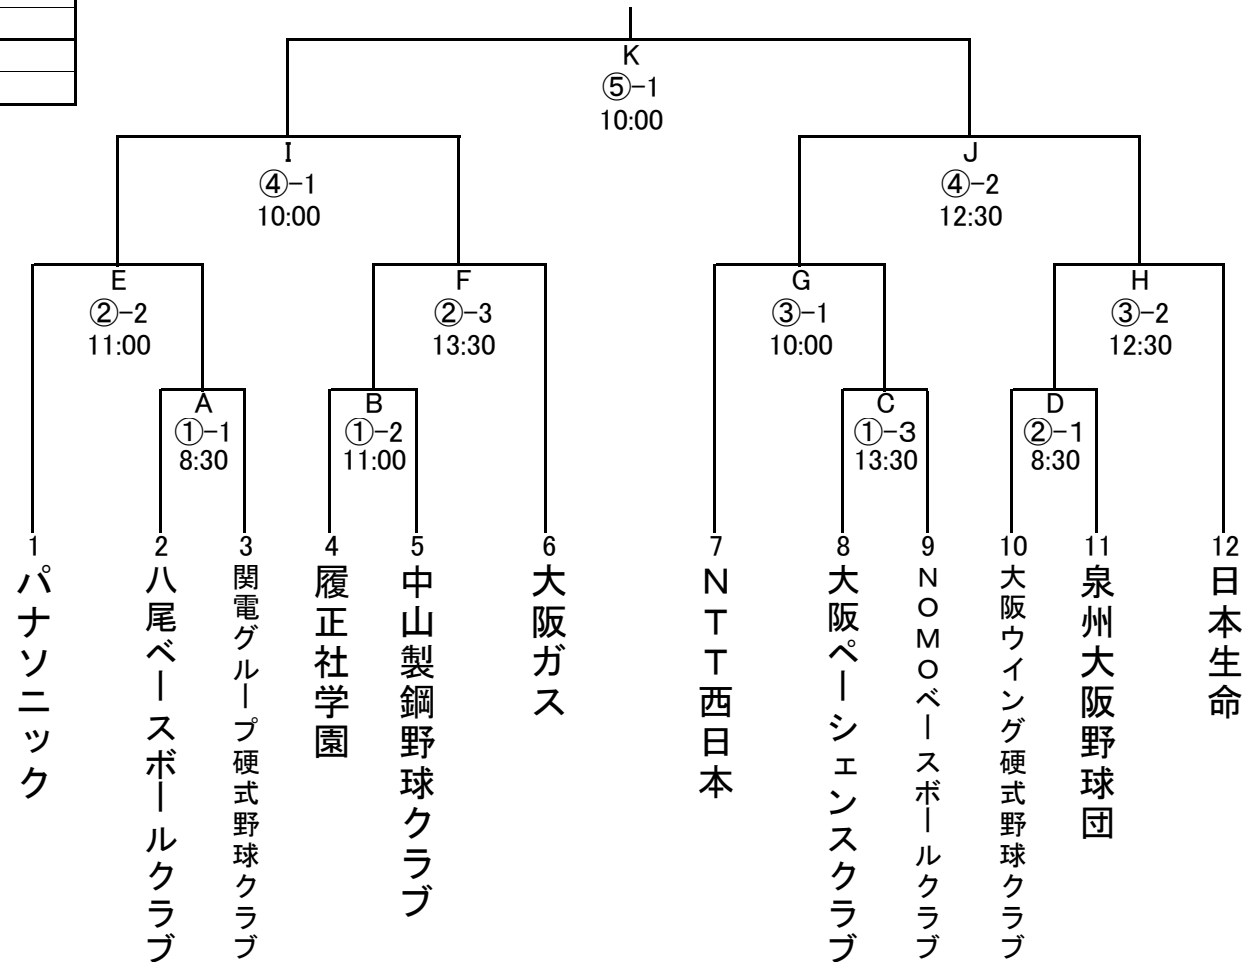 K
⑤-1
10:00
I
④-1
10:00
J
④-2
12:30
E
②-2
11:00
F
②-3
13:30
G
③-1
10:00
H
③-2
12:30
A
①-1
8:30
B
①-2
11:00
C
①-3
13:30
D
②-1
8:30
1
パナソニック
2
八尾ベースボールクラブ
3
関電グループ硬式野球クラブ
4
履正社学園
5
中山製鋼野球クラブ
6
大阪ガス
7
NTT西日本
8
大阪ペーシェンスクラブ
9
NOMOベースボールクラブ
10
大阪ウイング硬式野球クラブ
11
泉州大阪野球団
12
日本生命